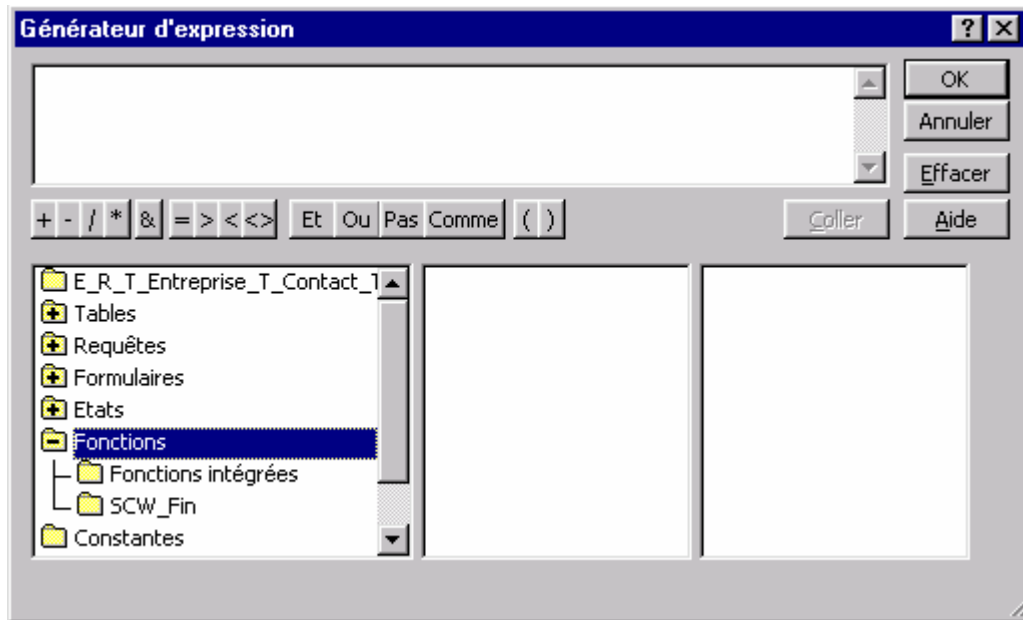 Générateur d'expression
OK
Annuler
Effacer
+ - / * & = > < <> Et Ou Pas Comme ( ) Coller Aide
E_R_T_Entreprise_T_Contact_T
Tables
Requêtes
Formulaires
Etats
Fonctions
Fonctions intégrées
SCW_Fin
Constantes